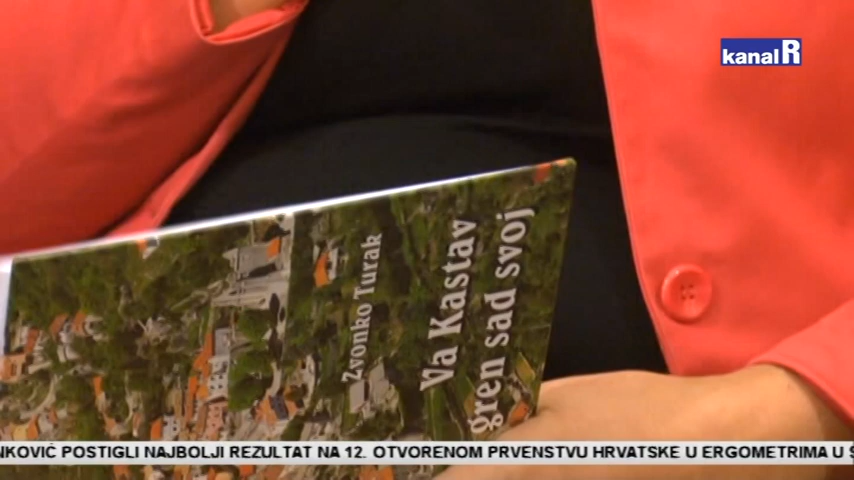 kanal R
Zvonko Turak
Va Kastav
gren sad svoj
NKOVIĆ POSTIGLI NAJBOLJI REZULTAT NA 12. OTVORENOM PRVENSTVU HRVATSKE U ERGOMETRIMA U Š